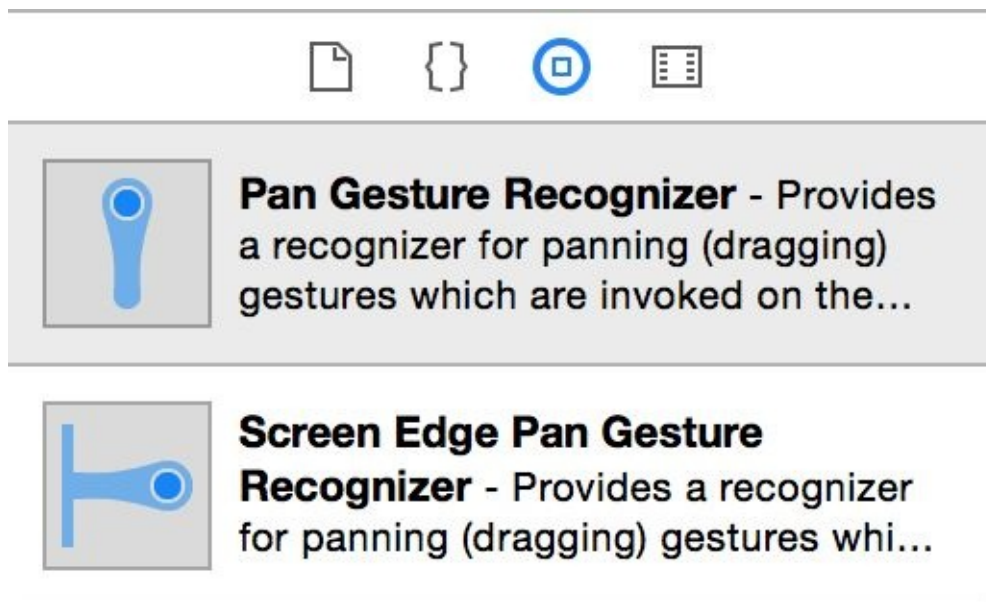 Pan Gesture Recognizer - Provides
a recognizer for panning (dragging)
gestures which are invoked on the...
Screen Edge Pan Gesture
Recognizer - Provides a recognizer
for panning (dragging) gestures whi...